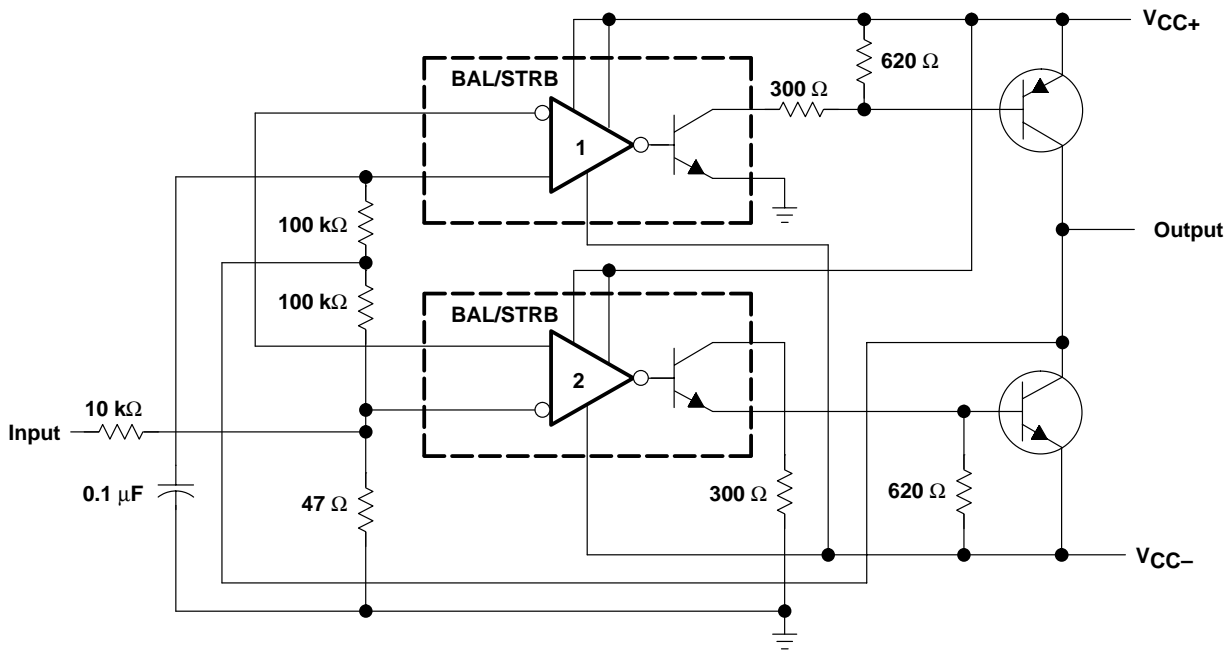 VCC+
BAL/STRB
620 Ω
300 Ω
1
100 kΩ
Output
100 kΩ
BAL/STRB
2
10 kΩ
Input
0.1 μF
47 Ω
300 Ω
620 Ω
VCC–